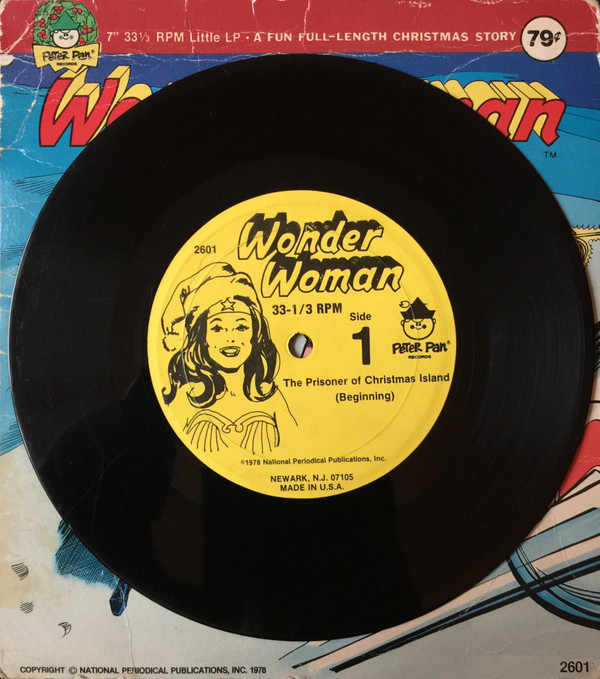 7" 33⅓ RPM Little LP • A FUN FULL-LENGTH CHRISTMAS STORY 79¢
PETER PAN®
RECORDS
Wo man
TM
2601
Wonder
Woman
33-1/3 RPM
Side
1
PETER PAN®
RECORDS
The Prisoner of Christmas Island
(Beginning)
©1978 National Periodical Publications, Inc.
NEWARK, N.J. 07105
MADE IN U.S.A.
COPYRIGHT © NATIONAL PERIODICAL PUBLICATIONS, INC. 1978
2601